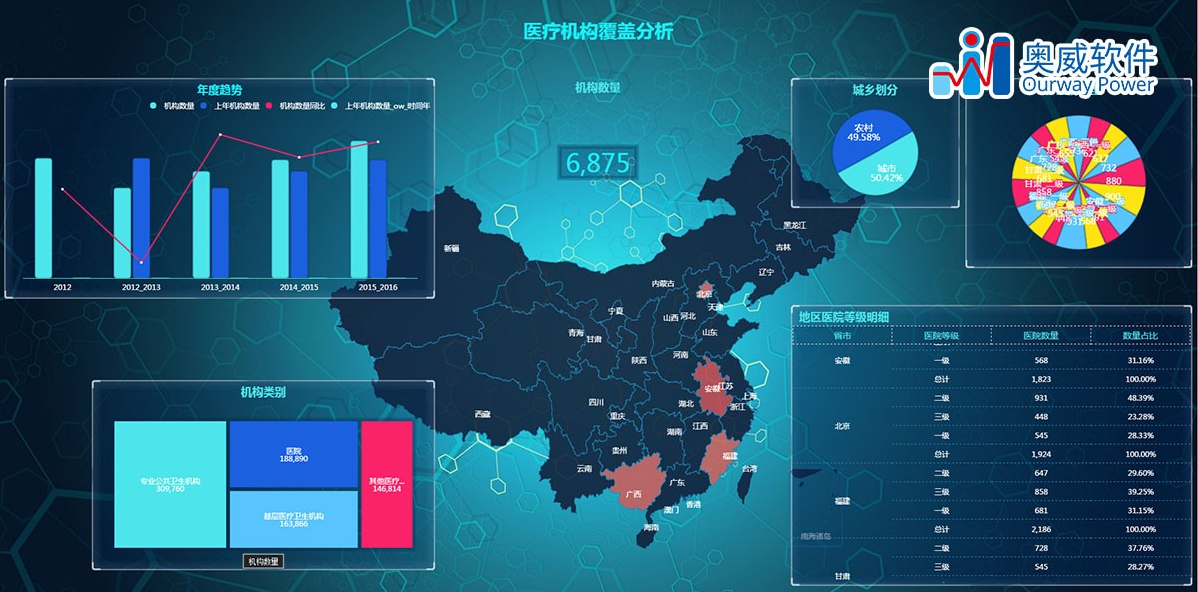 医疗机构覆盖分析
奥威软件
Ourway Power
年度趋势
机构数量 上年机构数量 机构数量同比 上年机构数量_ow_时间年
2012 2012_2013 2013_2014 2014_2015 2015_2016
机构数量
6,875
城乡划分
农村
49.58%
城市
50.42%
617
732
880
900
858
黑龙江
吉林
辽宁
新疆
内蒙古
北京
天津
宁夏
山西
河北
青海
甘肃
山东
陕西
河南
安徽
江苏
上海
西藏
四川
重庆
湖北
浙江
湖南
江西
贵州
福建
云南
台湾
广西
广东
澳门
香港
海南
南海诸岛
机构类别
专业公共卫生机构
309,760
医院
188,890
基层医疗卫生机构
163,866
其他医疗...
146,814
机构数量
地区医院等级明细
省市 医院等级 医院数量 数量占比
安徽 一级 568 31.16%
总计 1,823 100.00%
二级 931 48.39%
三级 448 23.28%
北京 一级 545 28.33%
总计 1,924 100.00%
二级 647 29.60%
三级 858 39.25%
福建 一级 681 31.15%
总计 2,186 100.00%
二级 728 37.76%
三级 545 28.27%
甘肃